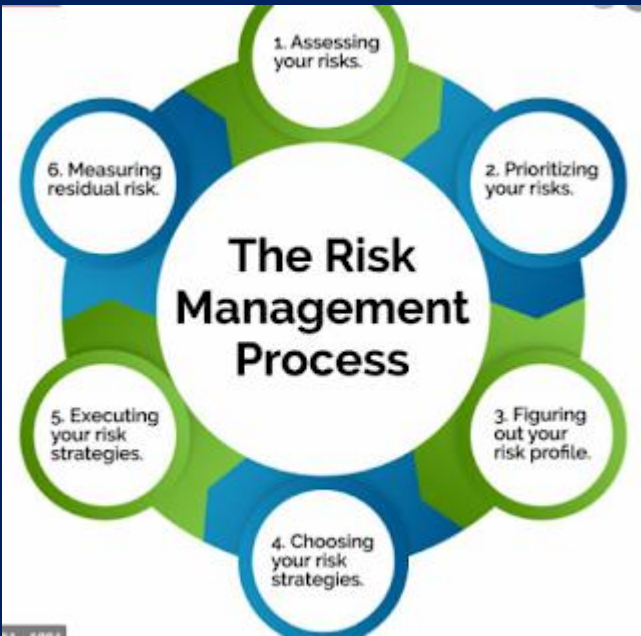 The Risk
Management
Process
1. Assessing
your risks.
2. Prioritizing
your risks.
3. Figuring
out your
risk profile.
4. Choosing
your risk
strategies.
5. Executing
your risk
strategies.
6. Measuring
residual risk.